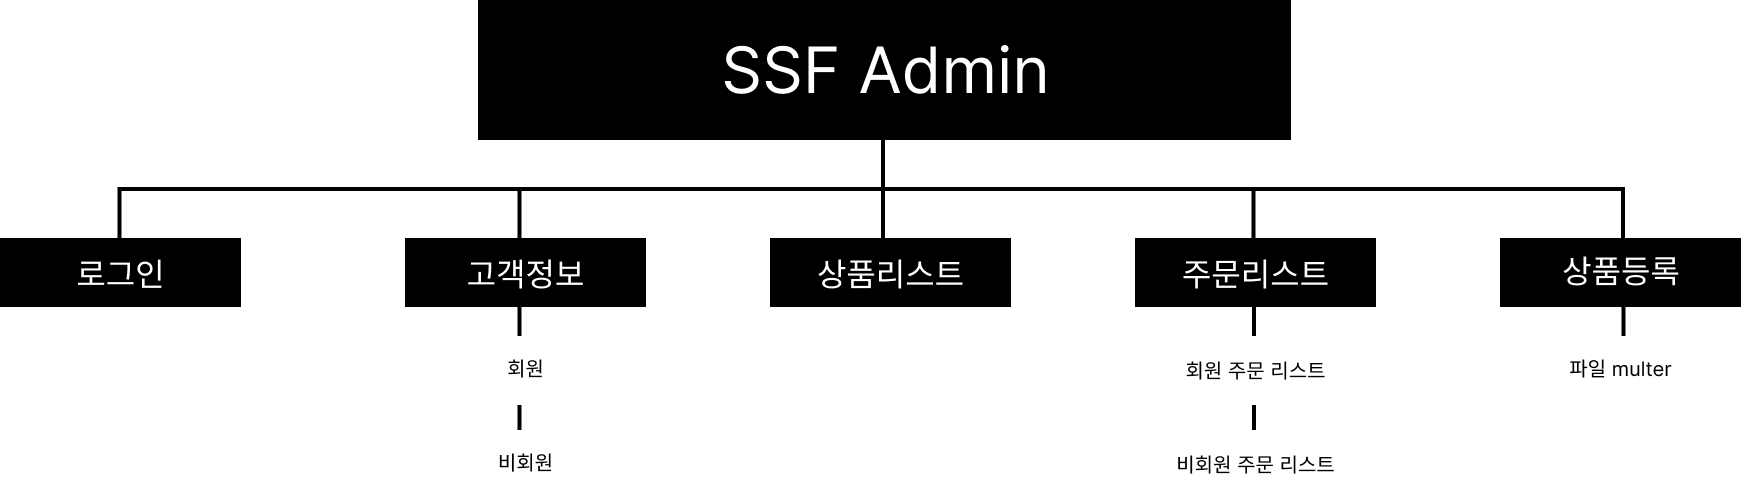 SSF Admin
로그인
고객정보
상품리스트
주문리스트
상품등록
회원
회원 주문 리스트
파일 multer
비회원
비회원 주문 리스트